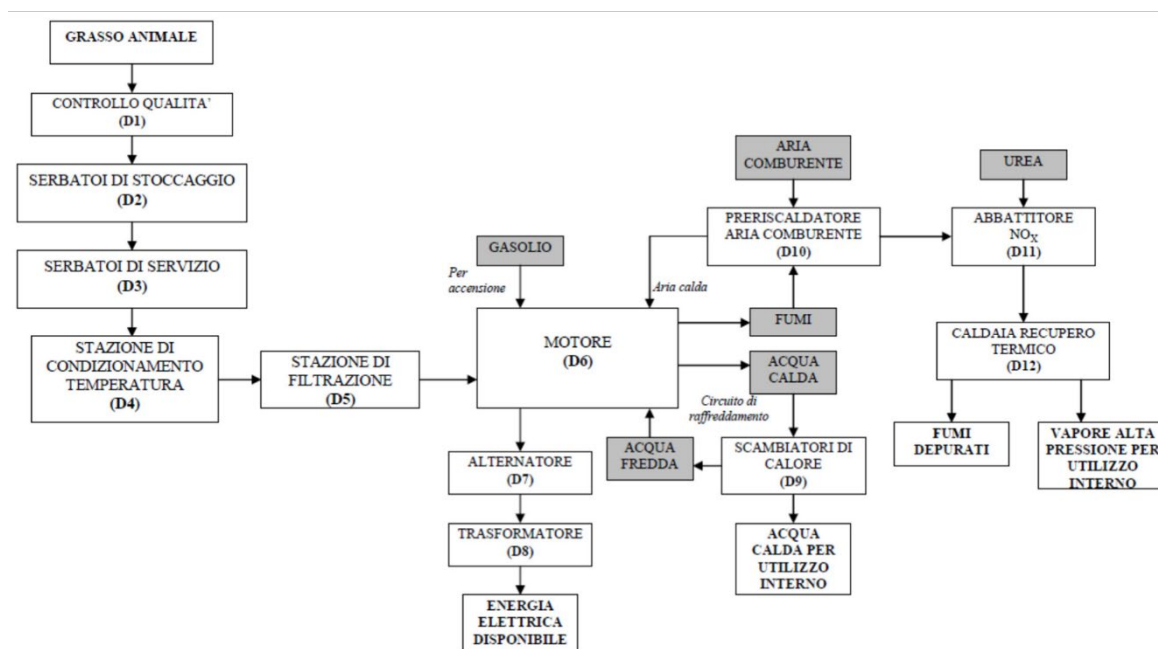 GRASSO ANIMALE
CONTROLLO QUALITA'
(D1)
SERBATOI DI STOCCAGGIO
(D2)
SERBATOI DI SERVIZIO
(D3)
STAZIONE DI
CONDIZIONAMENTO
TEMPERATURA
(D4)
STAZIONE DI
FILTRAZIONE
(D5)
GASOLIO
Per
accensione
MOTORE
(D6)
ALTERNATORE
(D7)
TRASFORMATORE
(D8)
ENERGIA
ELETTRICA
DISPONIBILE
ARIA
COMBURENTE
PRERISCALDATORE
ARIA COMBURENTE
(D10)
Aria calda
FUMI
ACQUA
CALDA
Circuito di
raffreddamento
ACQUA
FREDDA
SCAMBIATORI DI
CALORE
(D9)
ACQUA
CALDA PER
UTILIZZO
INTERNO
UREA
ABBATTITORE
NOX
(D11)
CALDAIA RECUPERO
TERMICO
(D12)
FUMI
DEPURATI
VAPORE ALTA
PRESSIONE PER
UTILIZZO
INTERNO